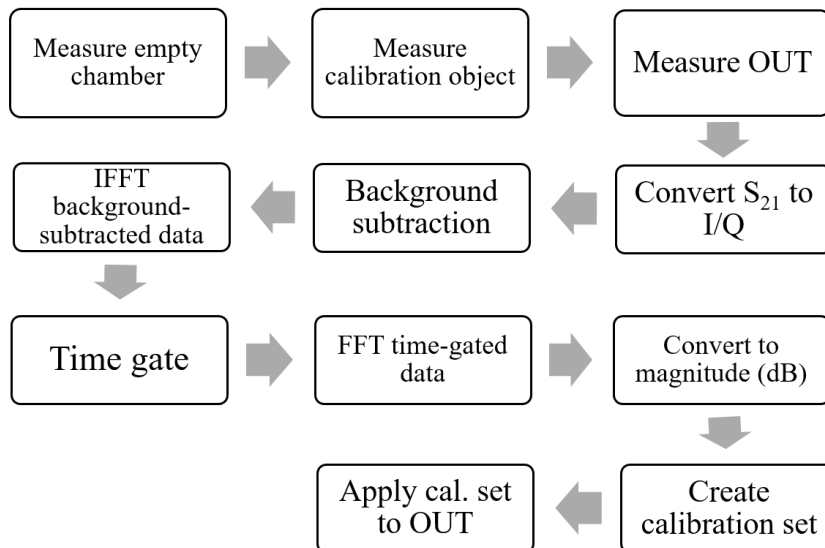 Measure empty
chamber
Measure
calibration object
Measure OUT
Convert S₂₁ to
I/Q
Background
subtraction
IFFT
background-
subtracted data
Time gate
FFT time-gated
data
Convert to
magnitude (dB)
Create
calibration set
Apply cal. set
to OUT